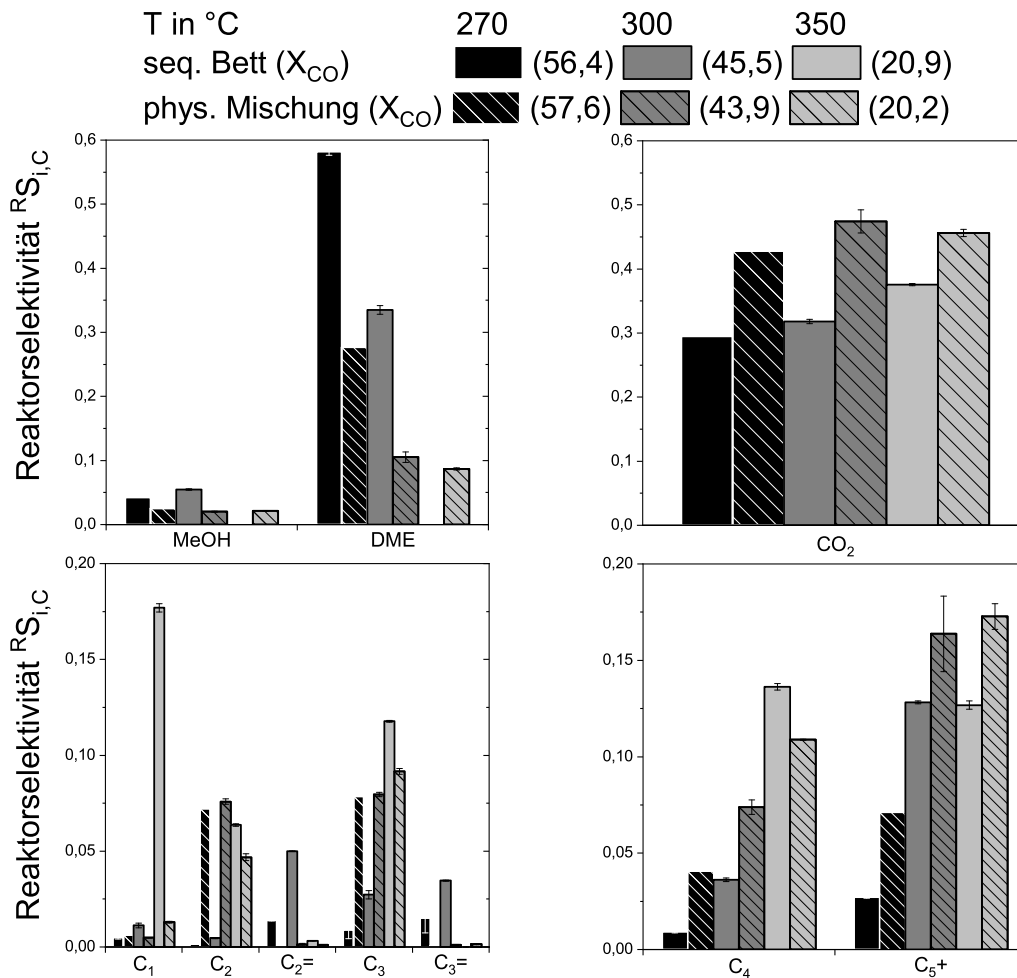 T in °C 270 300 350
seq. Bett (X_CO) (56,4) (45,5) (20,9)
phys. Mischung (X_CO) (57,6) (43,9) (20,2)
Reaktorselektivität ^RS_i,C
0,6
0,5
0,4
0,3
0,2
0,1
0,0
MeOH DME
0,6
0,5
0,4
0,3
0,2
0,1
0,0
CO₂
Reaktorselektivität ^RS_i,C
0,20
0,15
0,10
0,05
0,00
C₁ C₂ C₂= C₃ C₃=
0,20
0,15
0,10
0,05
0,00
C₄ C₅+